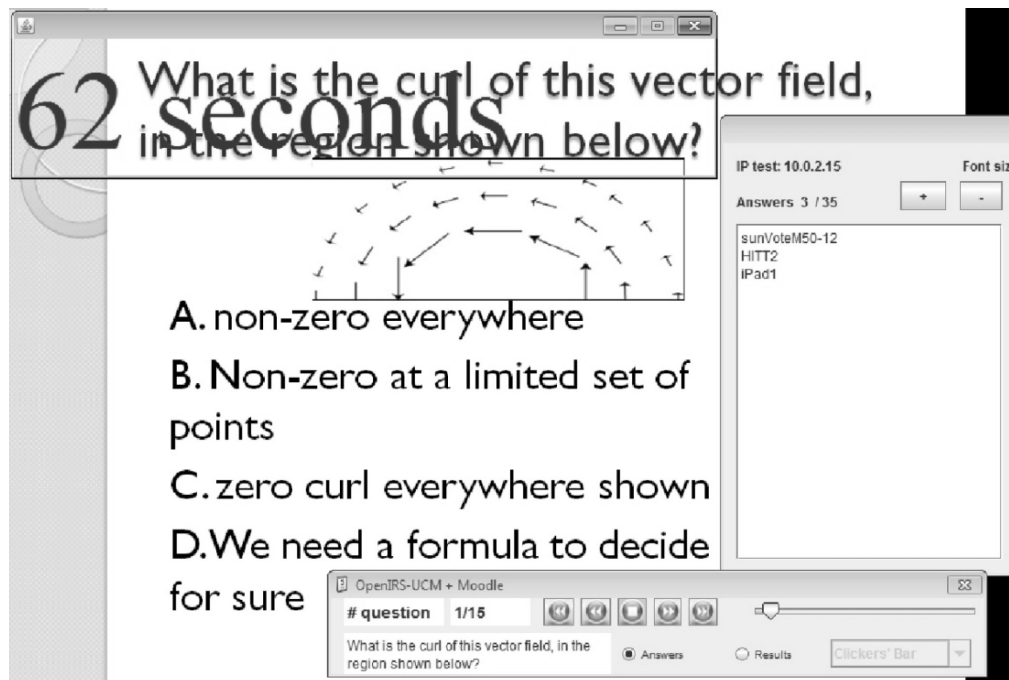 62 seconds
What is the curl of this vector field,
in the region shown below?
A. non-zero everywhere
B. Non-zero at a limited set of
points
C. zero curl everywhere shown
D. We need a formula to decide
for sure
IP test: 10.0.2.15
Font siz
Answers 3 / 35
+
-
sunVoteM50-12
HITT2
iPad1
OpenIRS-UCM + Moodle
# question 1/15
What is the curl of this vector field, in the
region shown below?
Answers
Results
Clickers' Bar